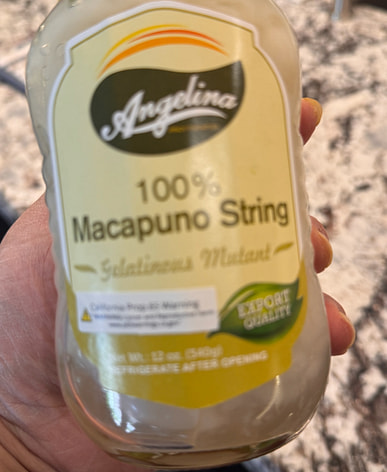 Angelina
100%
Macapuno String
Gelatinous Mutant
California Prop 65 Warning
WARNING
EXPORT
QUALITY
Net Wt. 12 oz. (340g)
REFRIGERATE AFTER OPENING